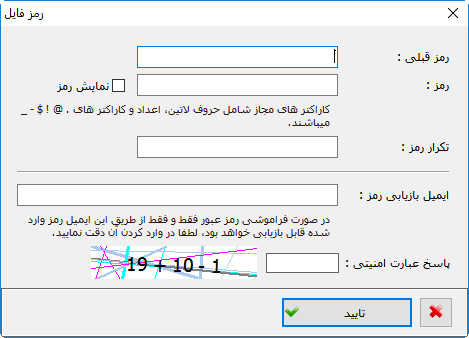 رمز فایل
رمز قبلی :
رمز :
نمایش رمز
کاراکتر های مجاز شامل حروف لاتین، اعداد و کاراکتر های . @ ! $ - _
میباشند.
تکرار رمز :
ایمیل بازیابی رمز :
در صورت فراموشی رمز عبور فقط و فقط از طریق این ایمیل رمز وارد
شده قابل بازیابی خواهد بود، لطفا در وارد کردن آن دقت نمایید.
پاسخ عبارت امنیتی :
19 + 10 - 1
تایید